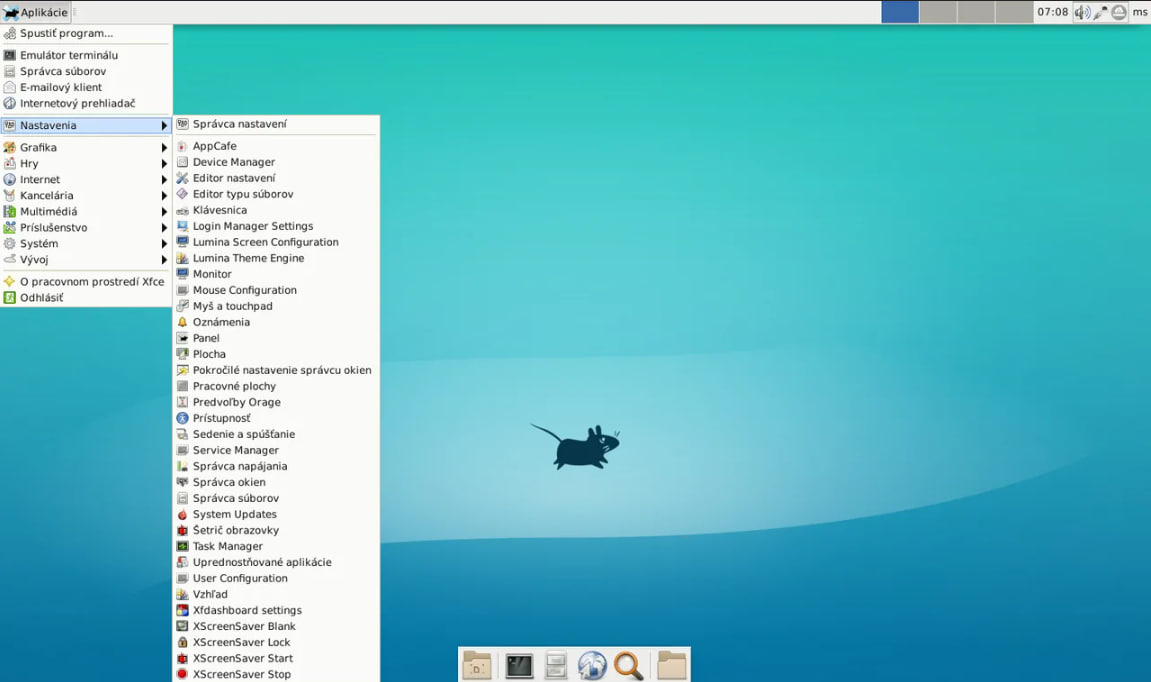 Aplikácie
07:08
ms
Spustiť program...
Emulátor terminálu
Správca súborov
E-mailový klient
Internetový prehliadač
Nastavenia
Grafika
Hry
Internet
Kancelária
Multimédiá
Príslušenstvo
Systém
Vývoj
O pracovnom prostredí Xfce
Odhlásiť
Správca nastavení
AppCafe
Device Manager
Editor nastavení
Editor typu súborov
Klávesnica
Login Manager Settings
Lumina Screen Configuration
Lumina Theme Engine
Monitor
Mouse Configuration
Myš a touchpad
Oznámenia
Panel
Plocha
Pokročilé nastavenie správcu okien
Pracovné plochy
Predvoľby Orage
Prístupnosť
Sedenie a spúšťanie
Service Manager
Správca napájania
Správca okien
Správca súborov
System Updates
Šetrič obrazovky
Task Manager
Uprednostňované aplikácie
User Configuration
Vzhľad
Xfdashboard settings
XScreenSaver Blank
XScreenSaver Lock
XScreenSaver Start
XScreenSaver Stop